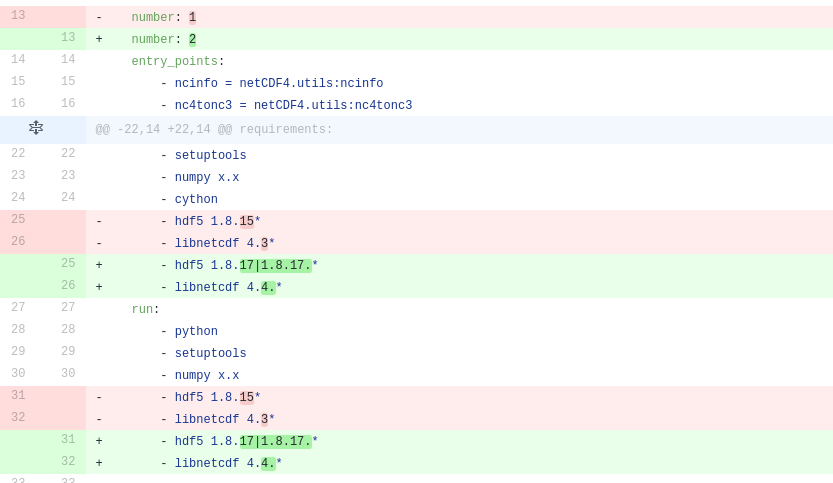 13 - number: 1
13 + number: 2
14 14 entry_points:
15 15 - ncinfo = netCDF4.utils:ncinfo
16 16 - nc4tonc3 = netCDF4.utils:nc4tonc3
@@ -22,14 +22,14 @@ requirements:
22 22 - setuptools
23 23 - numpy x.x
24 24 - cython
25 - - hdf5 1.8.15*
26 - - libnetcdf 4.3*
25 + - hdf5 1.8.17|1.8.17.*
26 + - libnetcdf 4.4.*
27 27 run:
28 28 - python
29 29 - setuptools
30 30 - numpy x.x
31 - - hdf5 1.8.15*
32 - - libnetcdf 4.3*
31 + - hdf5 1.8.17|1.8.17.*
32 + - libnetcdf 4.4.*
33 33